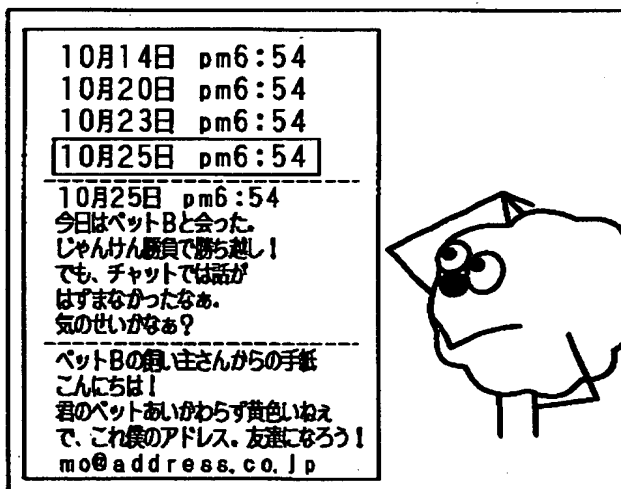 10月14日 pm6:54
10月20日 pm6:54
10月23日 pm6:54
10月25日 pm6:54
10月25日 pm6:54
今日はペットBと会った。
じゃんけん勝負で勝ち越し！
でも、チャットでは話が
はずまなかったなぁ。
気のせいかなぁ？
ペットBの飼い主さんからの手紙
こんにちは！
君のペットあいかわらず黄色いねぇ
で、これ僕のアドレス。友達になろう！
mo@address.co.jp